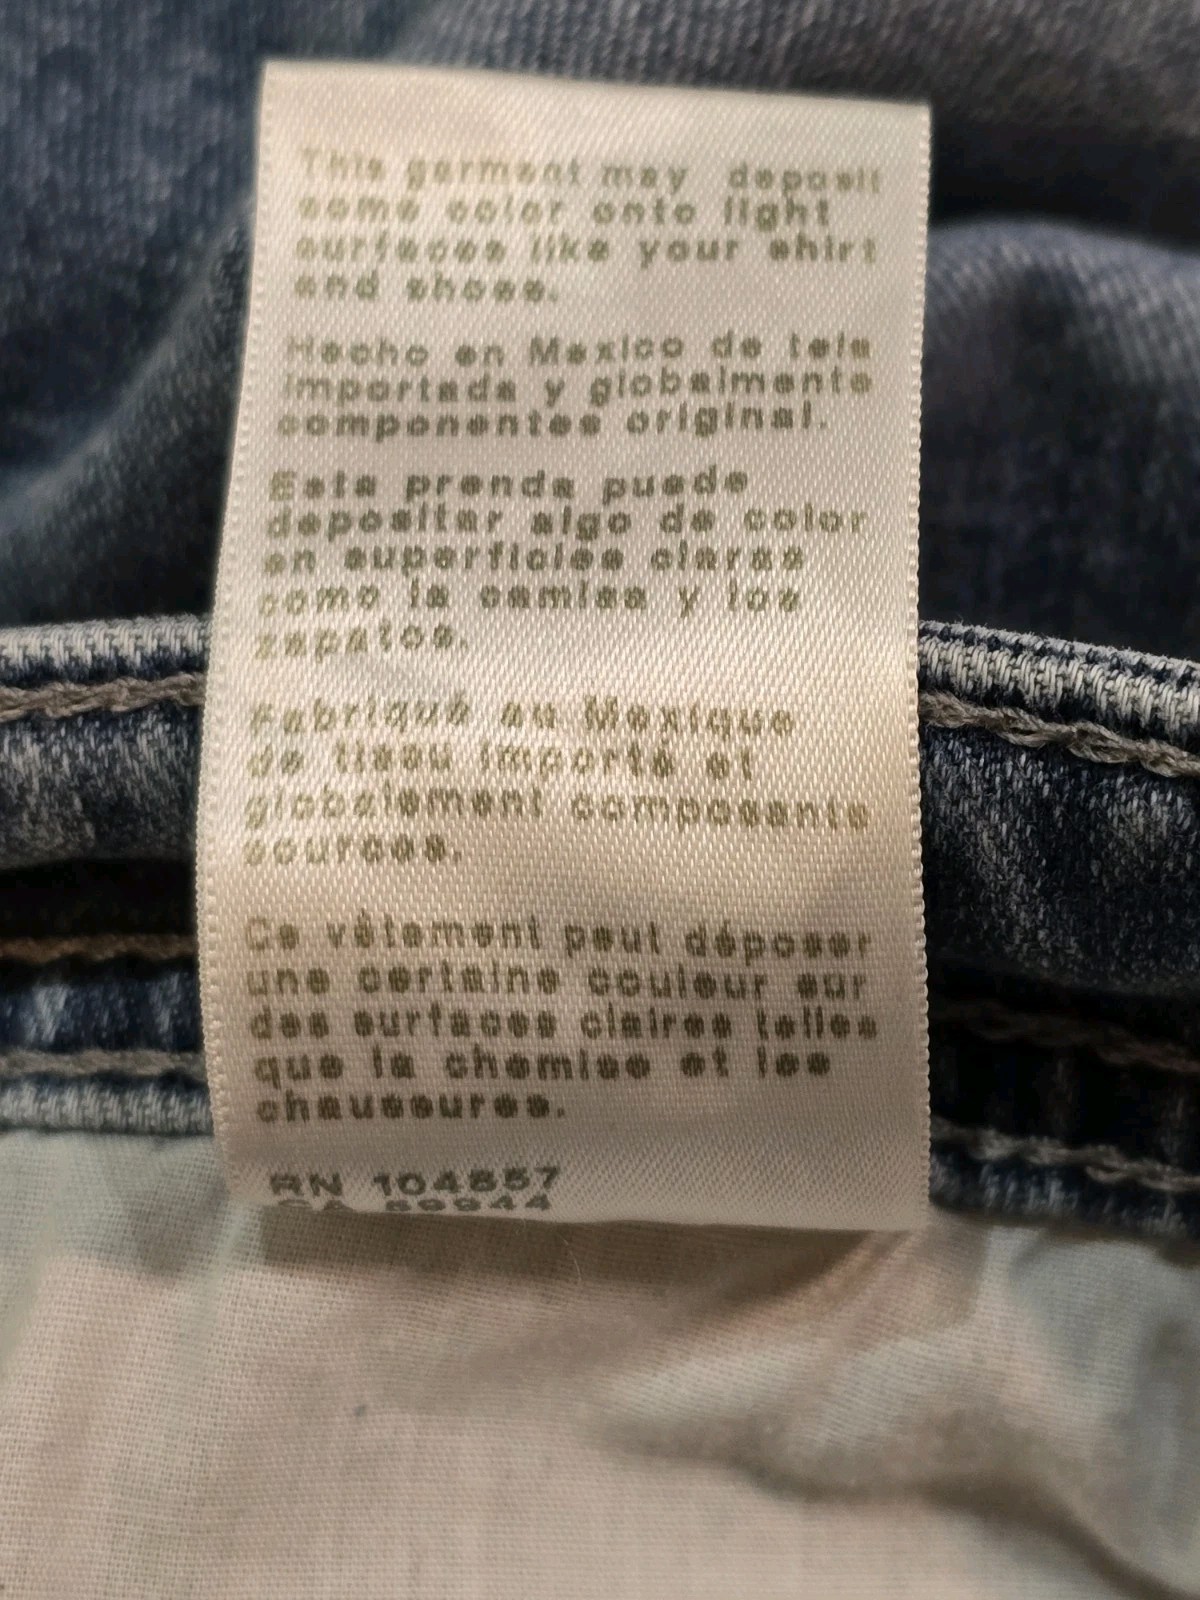 This garment may deposit
some color onto light
surfaces like your shirt
and shoes.
Hecho en Mexico de tela
importada y globalmente
componentes original.
Esta prenda puede
depositar algo de color
en superficies claras
como la camisa y los
zapatos.
Fabriqué au Mexique
de tissu importé et
globalement composants
sources.
Ce vêtement peut déposer
une certaine couleur sur
des surfaces claires telles
que la chemise et les
chaussures.
RN 104857
CA 59944